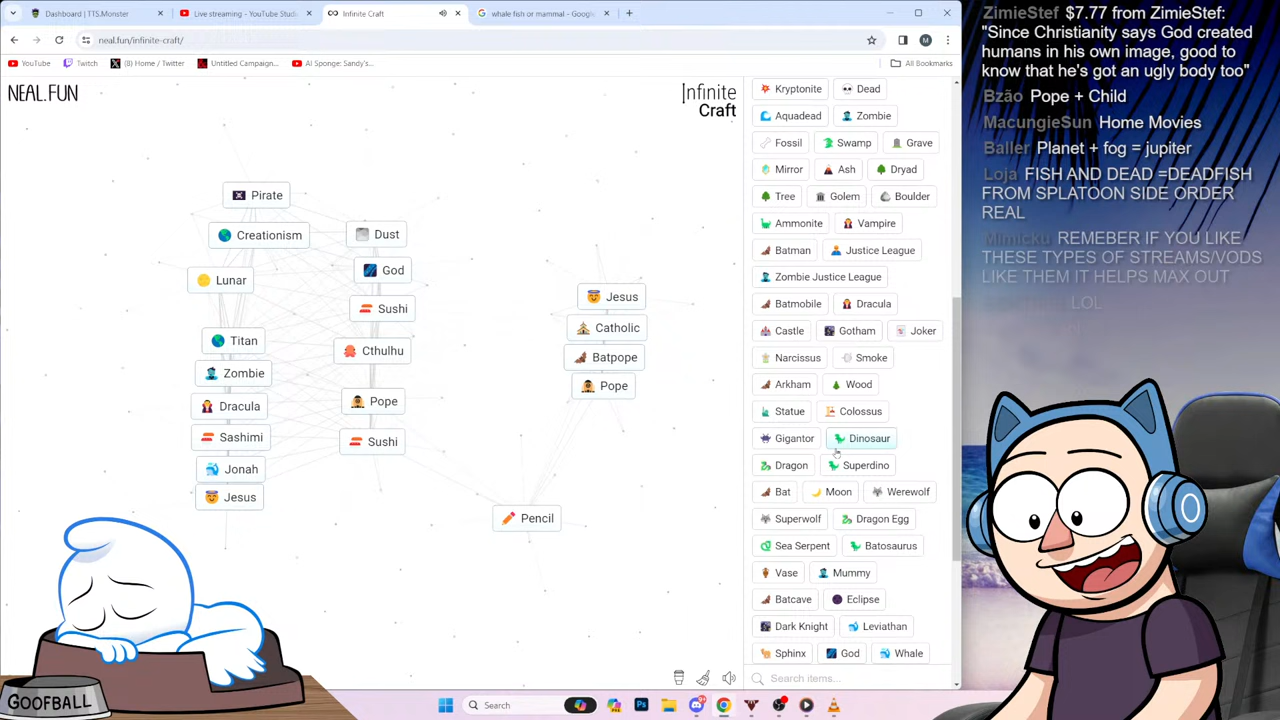 Dashboard | TTS.Monster
Live streaming - YouTube Studi
Infinite Craft
whale fish or mammal - Google
neal.fun/infinite-craft/
M
YouTube
Twitch
(8) Home / Twitter
Untitled Campaign...
AI Sponge: Sandy's...
All Bookmarks
NEAL.FUN
Infinite
Craft
Pirate
Creationism
Dust
God
Lunar
Sushi
Titan
Cthulhu
Zombie
Dracula
Pope
Sashimi
Sushi
Jonah
Jesus
Jesus
Catholic
Batpope
Pope
Pencil
Kryptonite
Dead
Aquadead
Zombie
Fossil
Swamp
Grave
Mirror
Ash
Dryad
Tree
Golem
Boulder
Ammonite
Vampire
Batman
Justice League
Zombie Justice League
Batmobile
Dracula
Castle
Gotham
Joker
Narcissus
Smoke
Arkham
Wood
Statue
Colossus
Gigantor
Dinosaur
Dragon
Superdino
Bat
Moon
Werewolf
Superwolf
Dragon Egg
Sea Serpent
Batosaurus
Vase
Mummy
Batcave
Eclipse
Dark Knight
Leviathan
Sphinx
God
Whale
Search items...
Search
GOOFBALL
ZimieStef $7.77 from ZimieStef:
"Since Christianity says God created
humans in his own image, good to
know that he's got an ugly body too"
Bzão Pope + Child
MacungieSun Home Movies
Baller Planet + fog = jupiter
Loja FISH AND DEAD =DEADFISH
FROM SPLATOON SIDE ORDER
REAL
Mimicku REMEBER IF YOU LIKE
THESE TYPES OF STREAMS/VODS
LIKE THEM IT HELPS MAX OUT
LOL